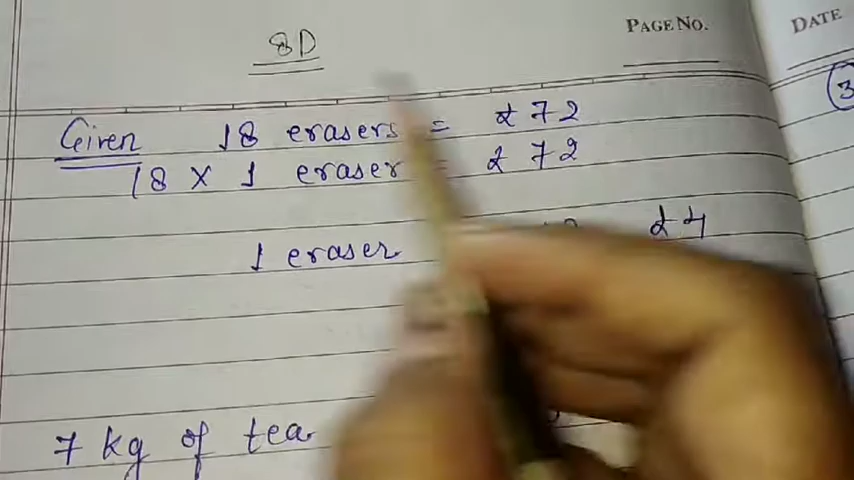 8D
PAGE No.
DATE
Given 18 erasers = ₹ 72
18 × 1 eraser = ₹ 72
1 eraser ₹ 4
7 kg of tea
3